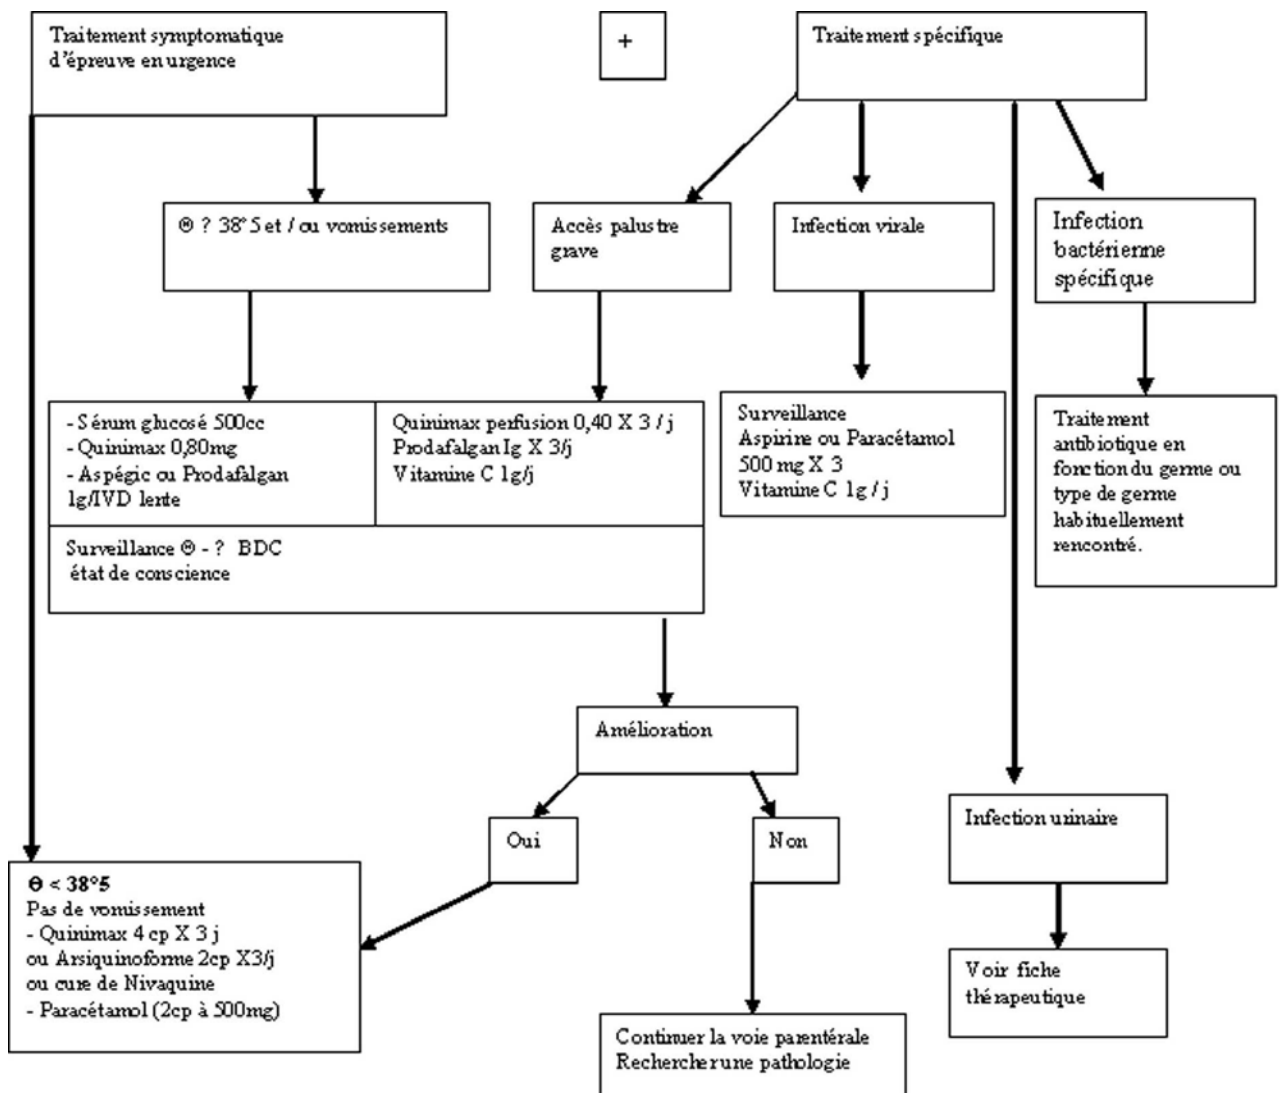 Traitement symptomatique
d'épreuve en urgence
+
Traitement spécifique
Θ ? 38°5 et / ou vomissements
Accès palustre
grave
Infection virale
Infection
bactérienne
spécifique
- Sérum glucosé 500cc
- Quinimax 0,80mg
- Aspégic ou Prodafalgan
1g/IVD lente
Quinimax perfusion 0,40 X 3 / j
Prodafalgan Ig X 3/j
Vitamine C 1g/j
Surveillance
Aspirine ou Paracétamol
500 mg X 3
Vitamine C 1g / j
Traitement
antibiotique en
fonction du germe ou
type de germe
habituellement
rencontré.
Surveillance Θ - ? BDC
état de conscience
Amélioration
Oui
Non
Infection urinaire
Θ < 38°5
Pas de vomissement
- Quinimax 4 cp X 3 j
ou Arsiquinoforme 2cp X3/j
ou cure de Nivaquine
- Paracétamol (2cp à 500mg)
Voir fiche
thérapeutique
Continuer la voie parentérale
Rechercher une pathologie